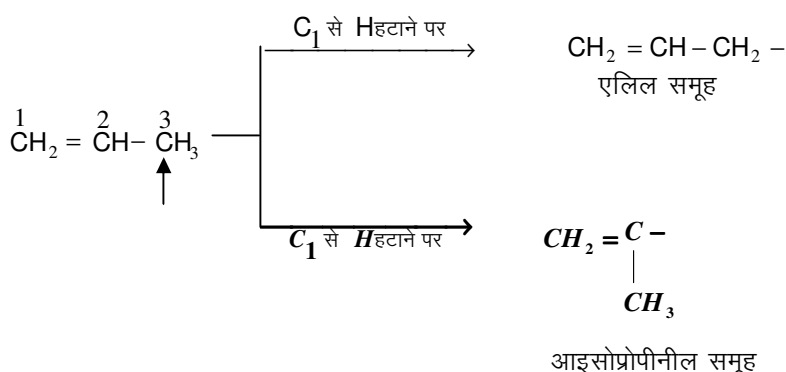 C₁ से Hहटाने पर
CH₂ = CH – CH₂ –
एलिल समूह
1 2 3
CH₂ = CH – CH₃
C₁ से Hहटाने पर
CH₂ = C –
|
CH₃
आइसोप्रोपीनील समूह